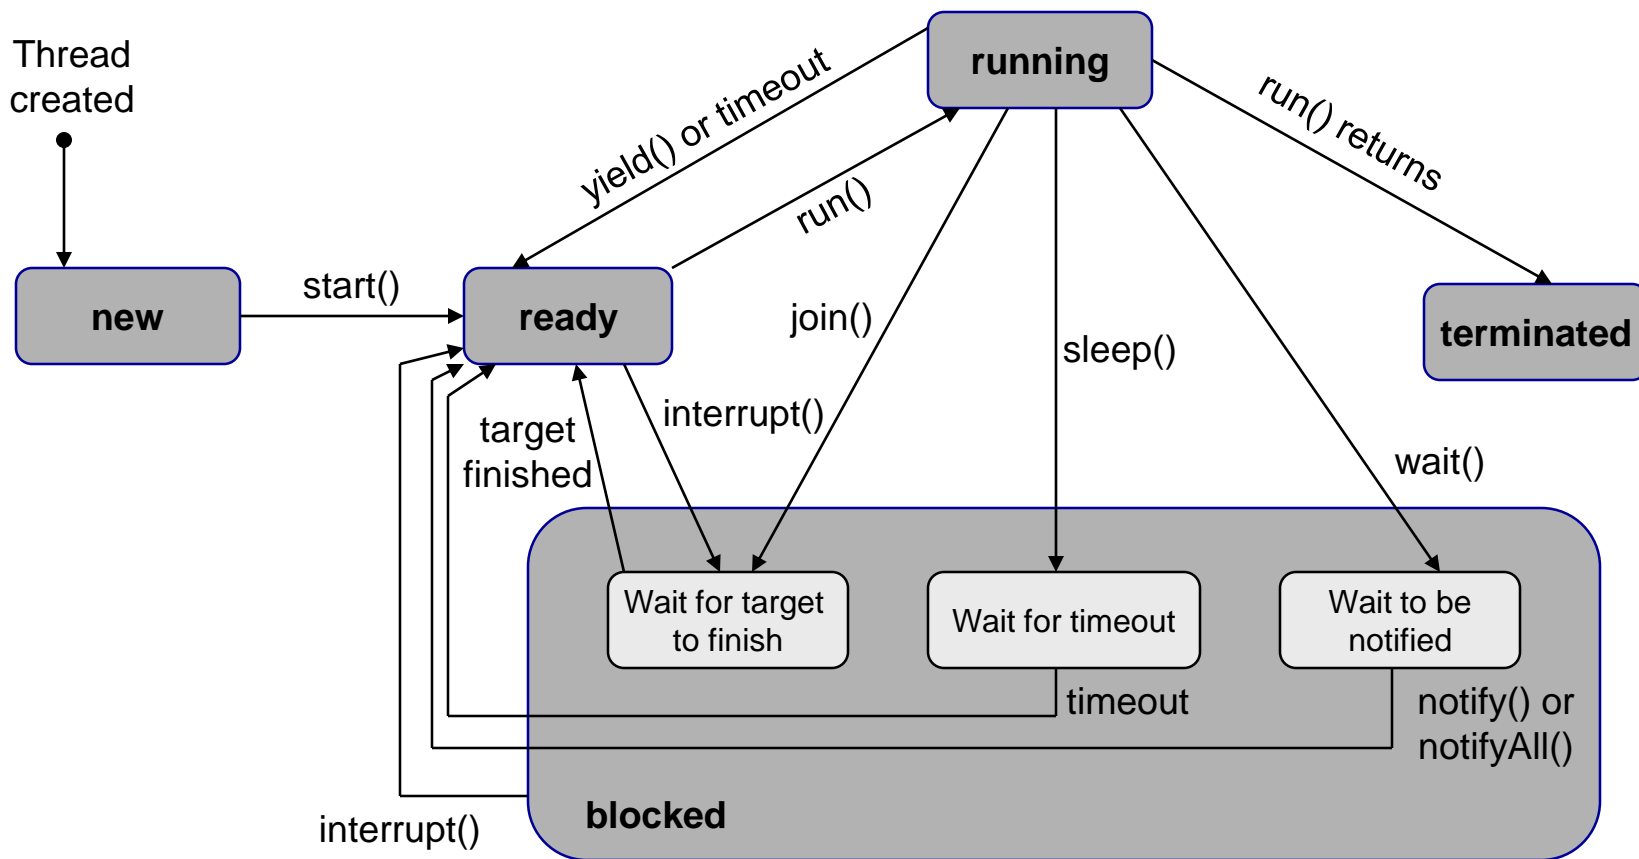 Thread
created
running
yield() or timeout
run() returns
run()
new
start()
ready
join()
sleep()
terminated
interrupt()
target
finished
wait()
Wait for target
to finish
Wait for timeout
Wait to be
notified
timeout
notify() or
notifyAll()
interrupt()
blocked